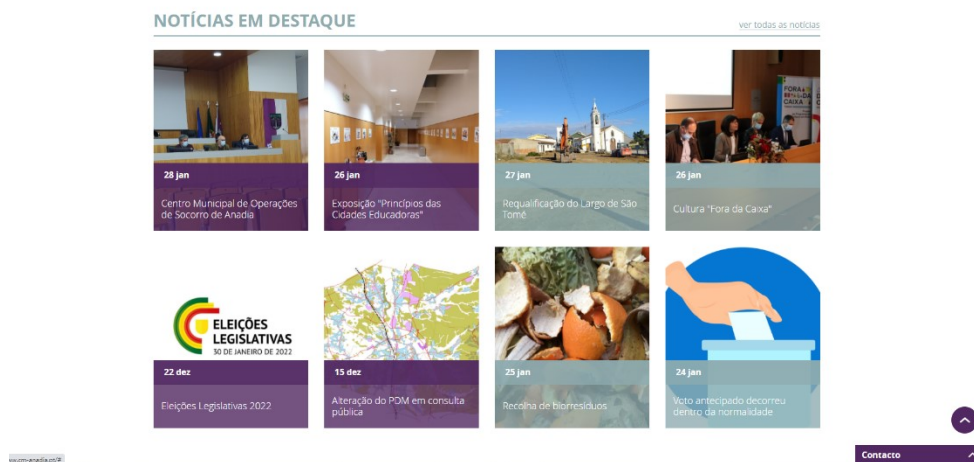 NOTÍCIAS EM DESTAQUE
ver todas as notícias
28 jan
Centro Municipal de Operações
de Socorro de Anadia
26 jan
Exposição "Princípios das
Cidades Educadoras"
27 jan
Requalificação do Largo de São
Tomé
FORA
DA
CAIXA
26 jan
Cultura "Fora da Caixa"
ELEIÇÕES
LEGISLATIVAS
30 DE JANEIRO DE 2022
22 dez
Eleições Legislativas 2022
15 dez
Alteração do PDM em consulta
pública
25 jan
Recolha de biorresíduos
24 jan
Voto antecipado decorreu
dentro da normalidade
Contacto